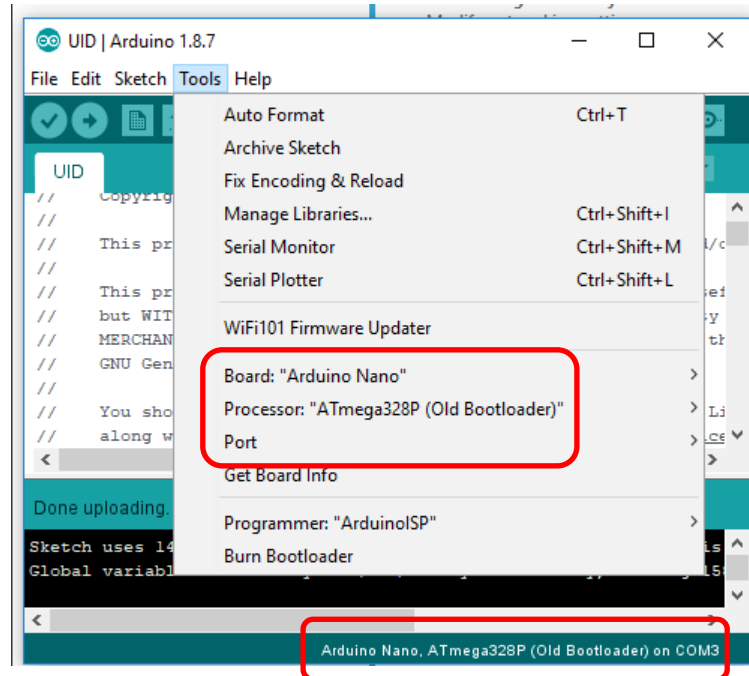 UID | Arduino 1.8.7
File Edit Sketch Tools Help
Auto Format Ctrl+T
Archive Sketch
UID
Fix Encoding & Reload
// Copyrig
Manage Libraries... Ctrl+Shift+I
//
// This pr
Serial Monitor Ctrl+Shift+M
//
Serial Plotter Ctrl+Shift+L
// This pr
// but WIT
WiFi101 Firmware Updater
// MERCHAN
// GNU Gen
Board: "Arduino Nano"
//
Processor: "ATmega328P (Old Bootloader)"
// You sho
// along w
Port
Get Board Info
Done uploading.
Programmer: "ArduinoISP"
Sketch uses 14
Burn Bootloader
Global variabl
Arduino Nano, ATmega328P (Old Bootloader) on COM3